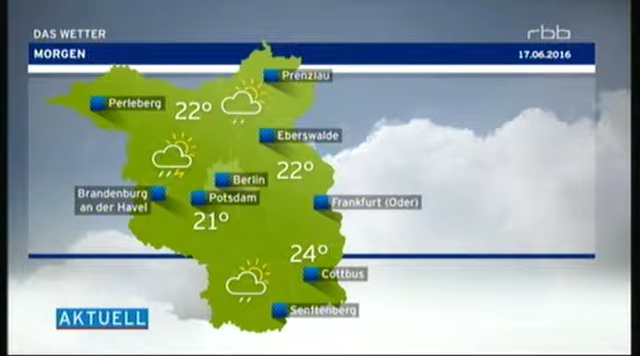 DAS WETTER
rbb
MORGEN
17.06.2016
Prenzlau
Perleberg
22°
Eberswalde
22°
Berlin
Brandenburg
an der Havel
Potsdam
Frankfurt (Oder)
21°
24°
Cottbus
Senftenberg
AKTUELL